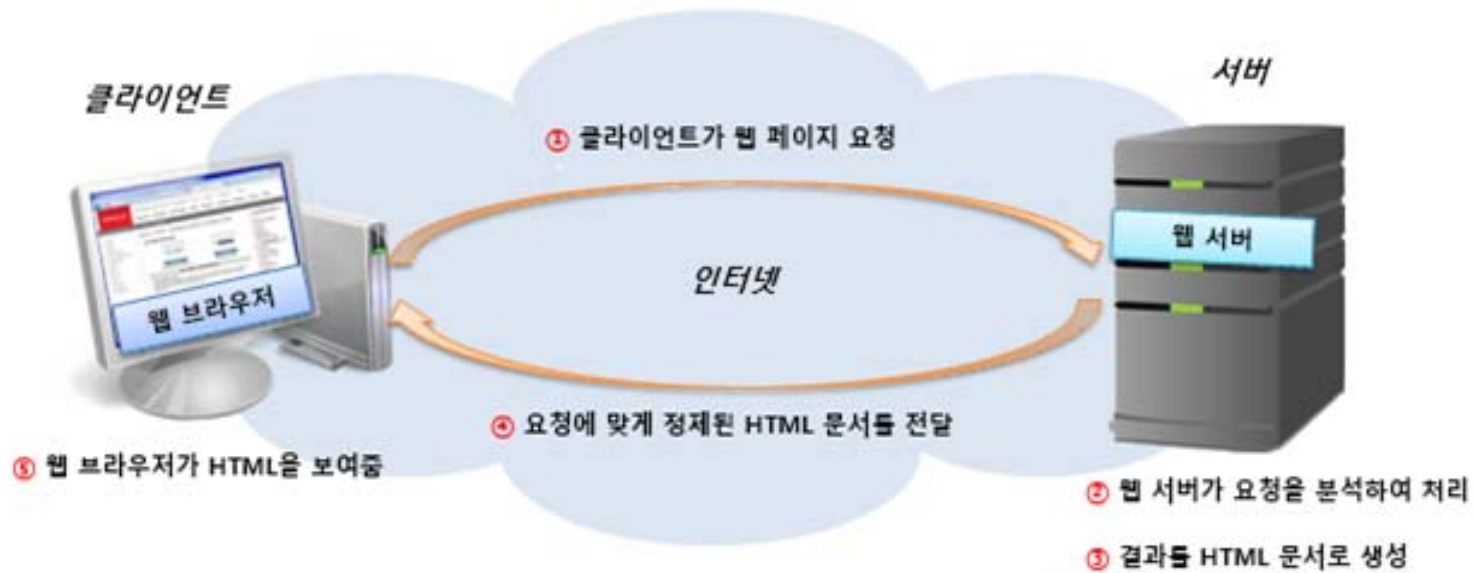 클라이언트
서버
① 클라이언트가 웹 페이지 요청
웹 서버
인터넷
웹 브라우저
④ 요청에 맞게 정제된 HTML 문서를 전달
⑤ 웹 브라우저가 HTML을 보여줌
② 웹 서버가 요청을 분석하여 처리
③ 결과를 HTML 문서로 생성